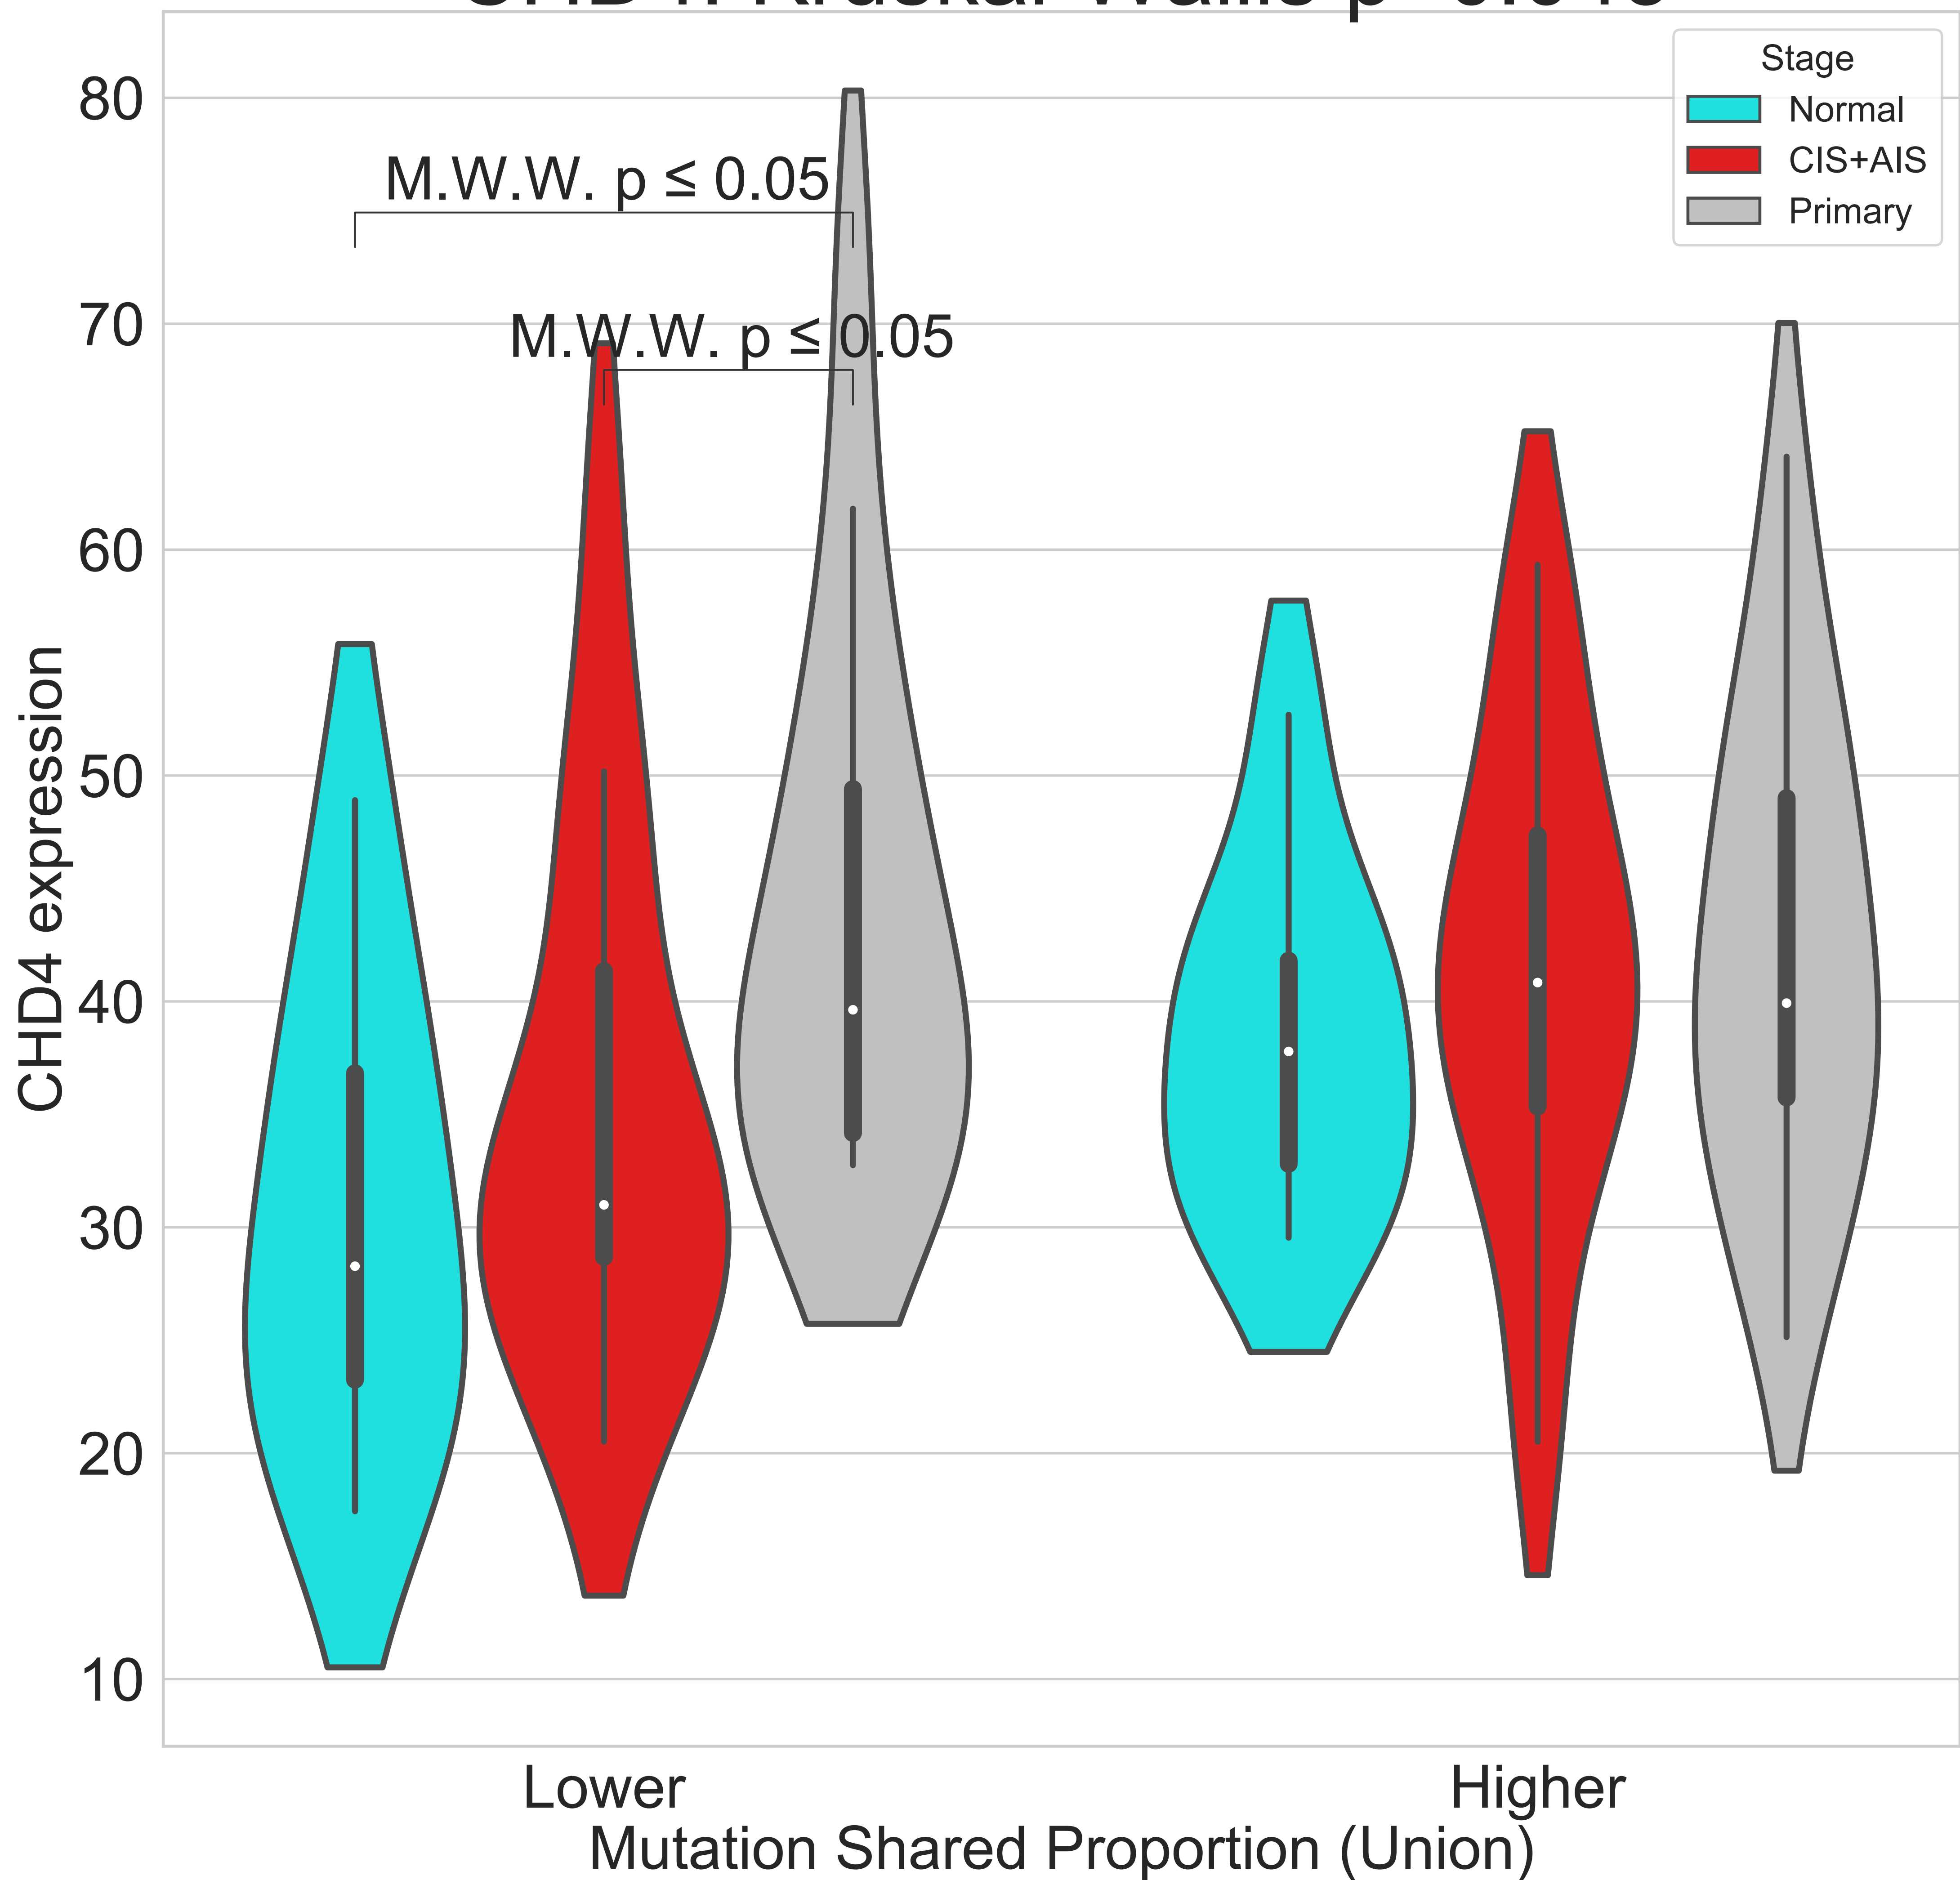 80
70
60
50
40
30
20
10
CHD4 expression
M.W.W. p ≤ 0.05
M.W.W. p ≤ 0.05
Stage
Normal
CIS+AIS
Primary
Lower
Higher
Mutation Shared Proportion (Union)